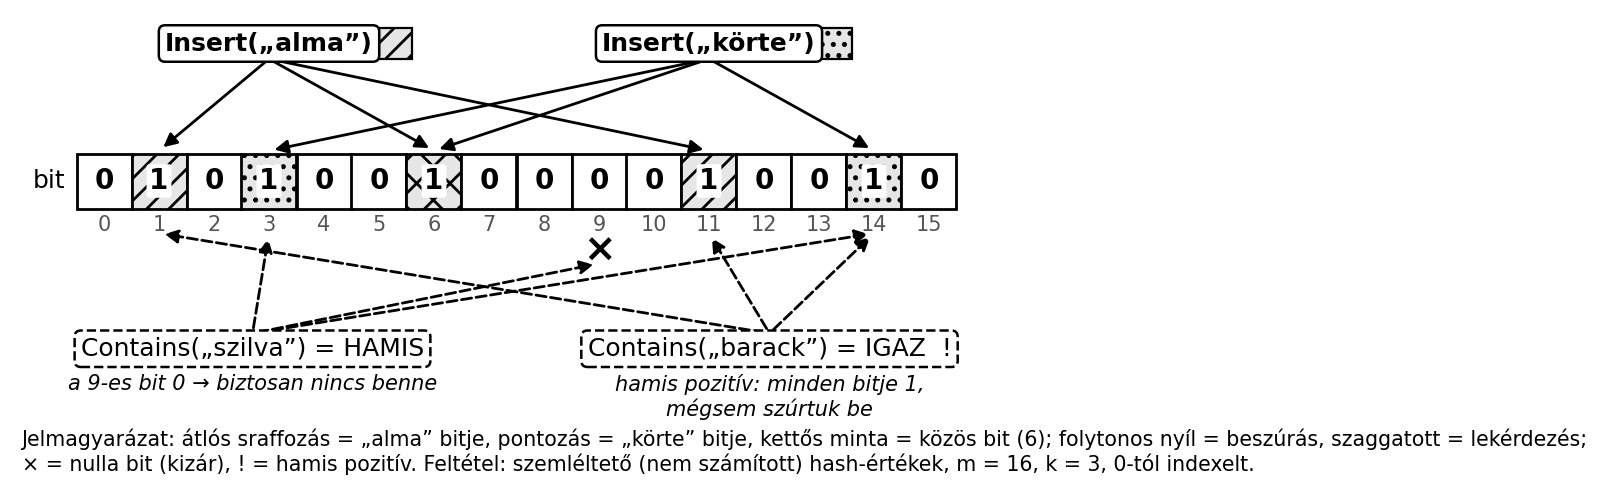 Insert(„alma”) Insert(„körte”)
bit 0 1 0 1 0 0 1 0 0 0 0 1 0 0 1 0
0 1 2 3 4 5 6 7 8 9 10 11 12 13 14 15
×
Contains(„szilva”) = HAMIS Contains(„barack”) = IGAZ !
a 9-es bit 0 → biztosan nincs benne
hamis pozitív: minden bitje 1,
mégsem szúrtuk be
Jelmagyarázat: átlós sraffozás = „alma” bitje, pontozás = „körte” bitje, kettős minta = közös bit (6); folytonos nyíl = beszúrás, szaggatott = lekérdezés;
× = nulla bit (kizár), ! = hamis pozitív. Feltétel: szemléltető (nem számított) hash-értékek, m = 16, k = 3, 0-tól indexelt.